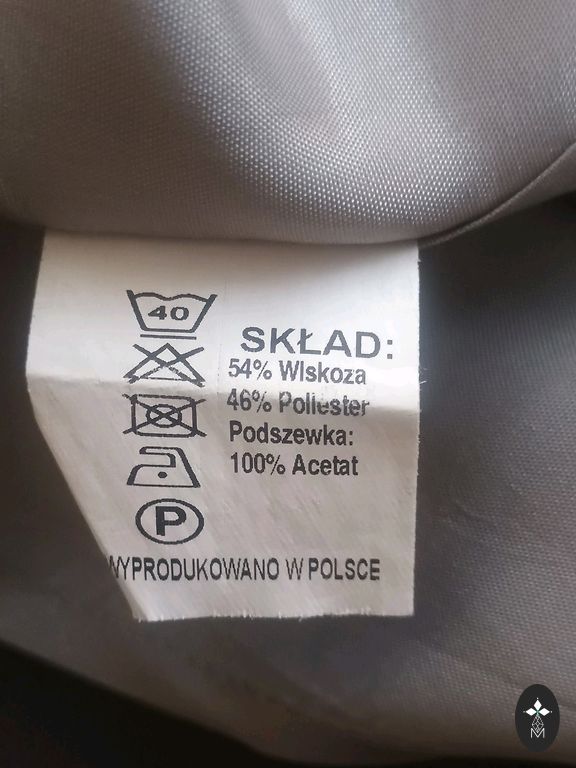 40
SKŁAD:
54% Wiskoza
46% Poliester
Podszewka:
100% Acetat
P
WYPRODUKOWANO W POLSCE
M